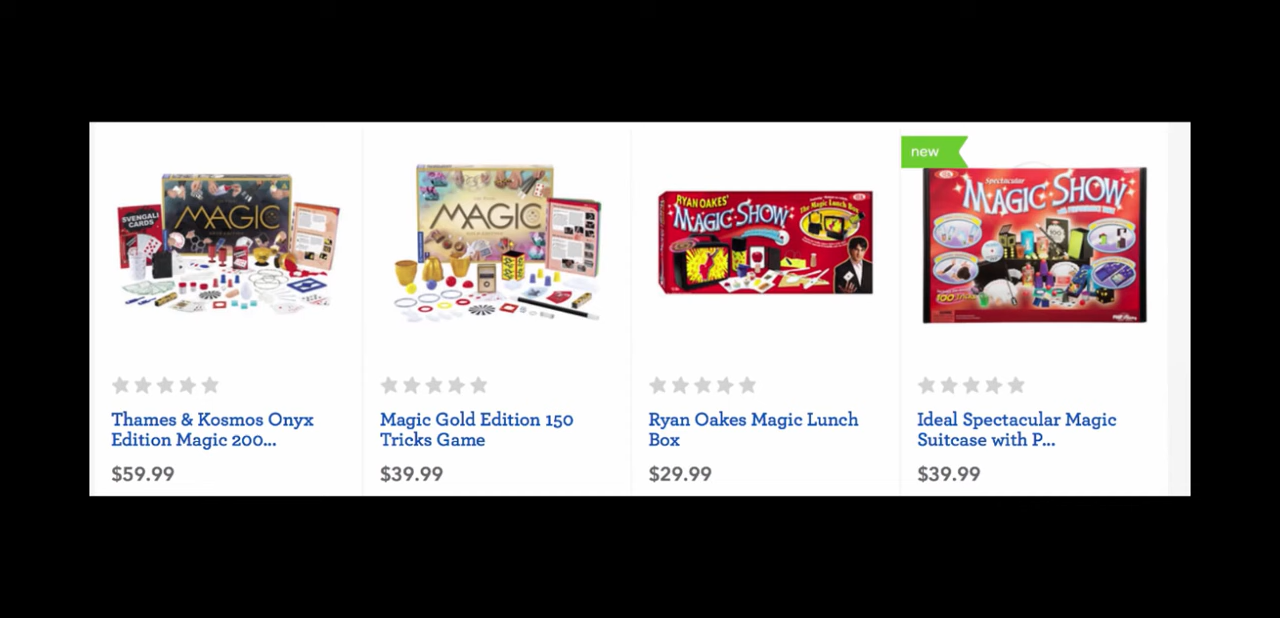 new
SVENGALI
CARDS
MAGIC
MAGIC
RYAN OAKES'
MAGIC SHOW
The Magic Lunch Box
Spectacular
MAGIC SHOW
100 Tricks
Thames & Kosmos Onyx
Edition Magic 200...
$59.99
Magic Gold Edition 150
Tricks Game
$39.99
Ryan Oakes Magic Lunch
Box
$29.99
Ideal Spectacular Magic
Suitcase with P...
$39.99